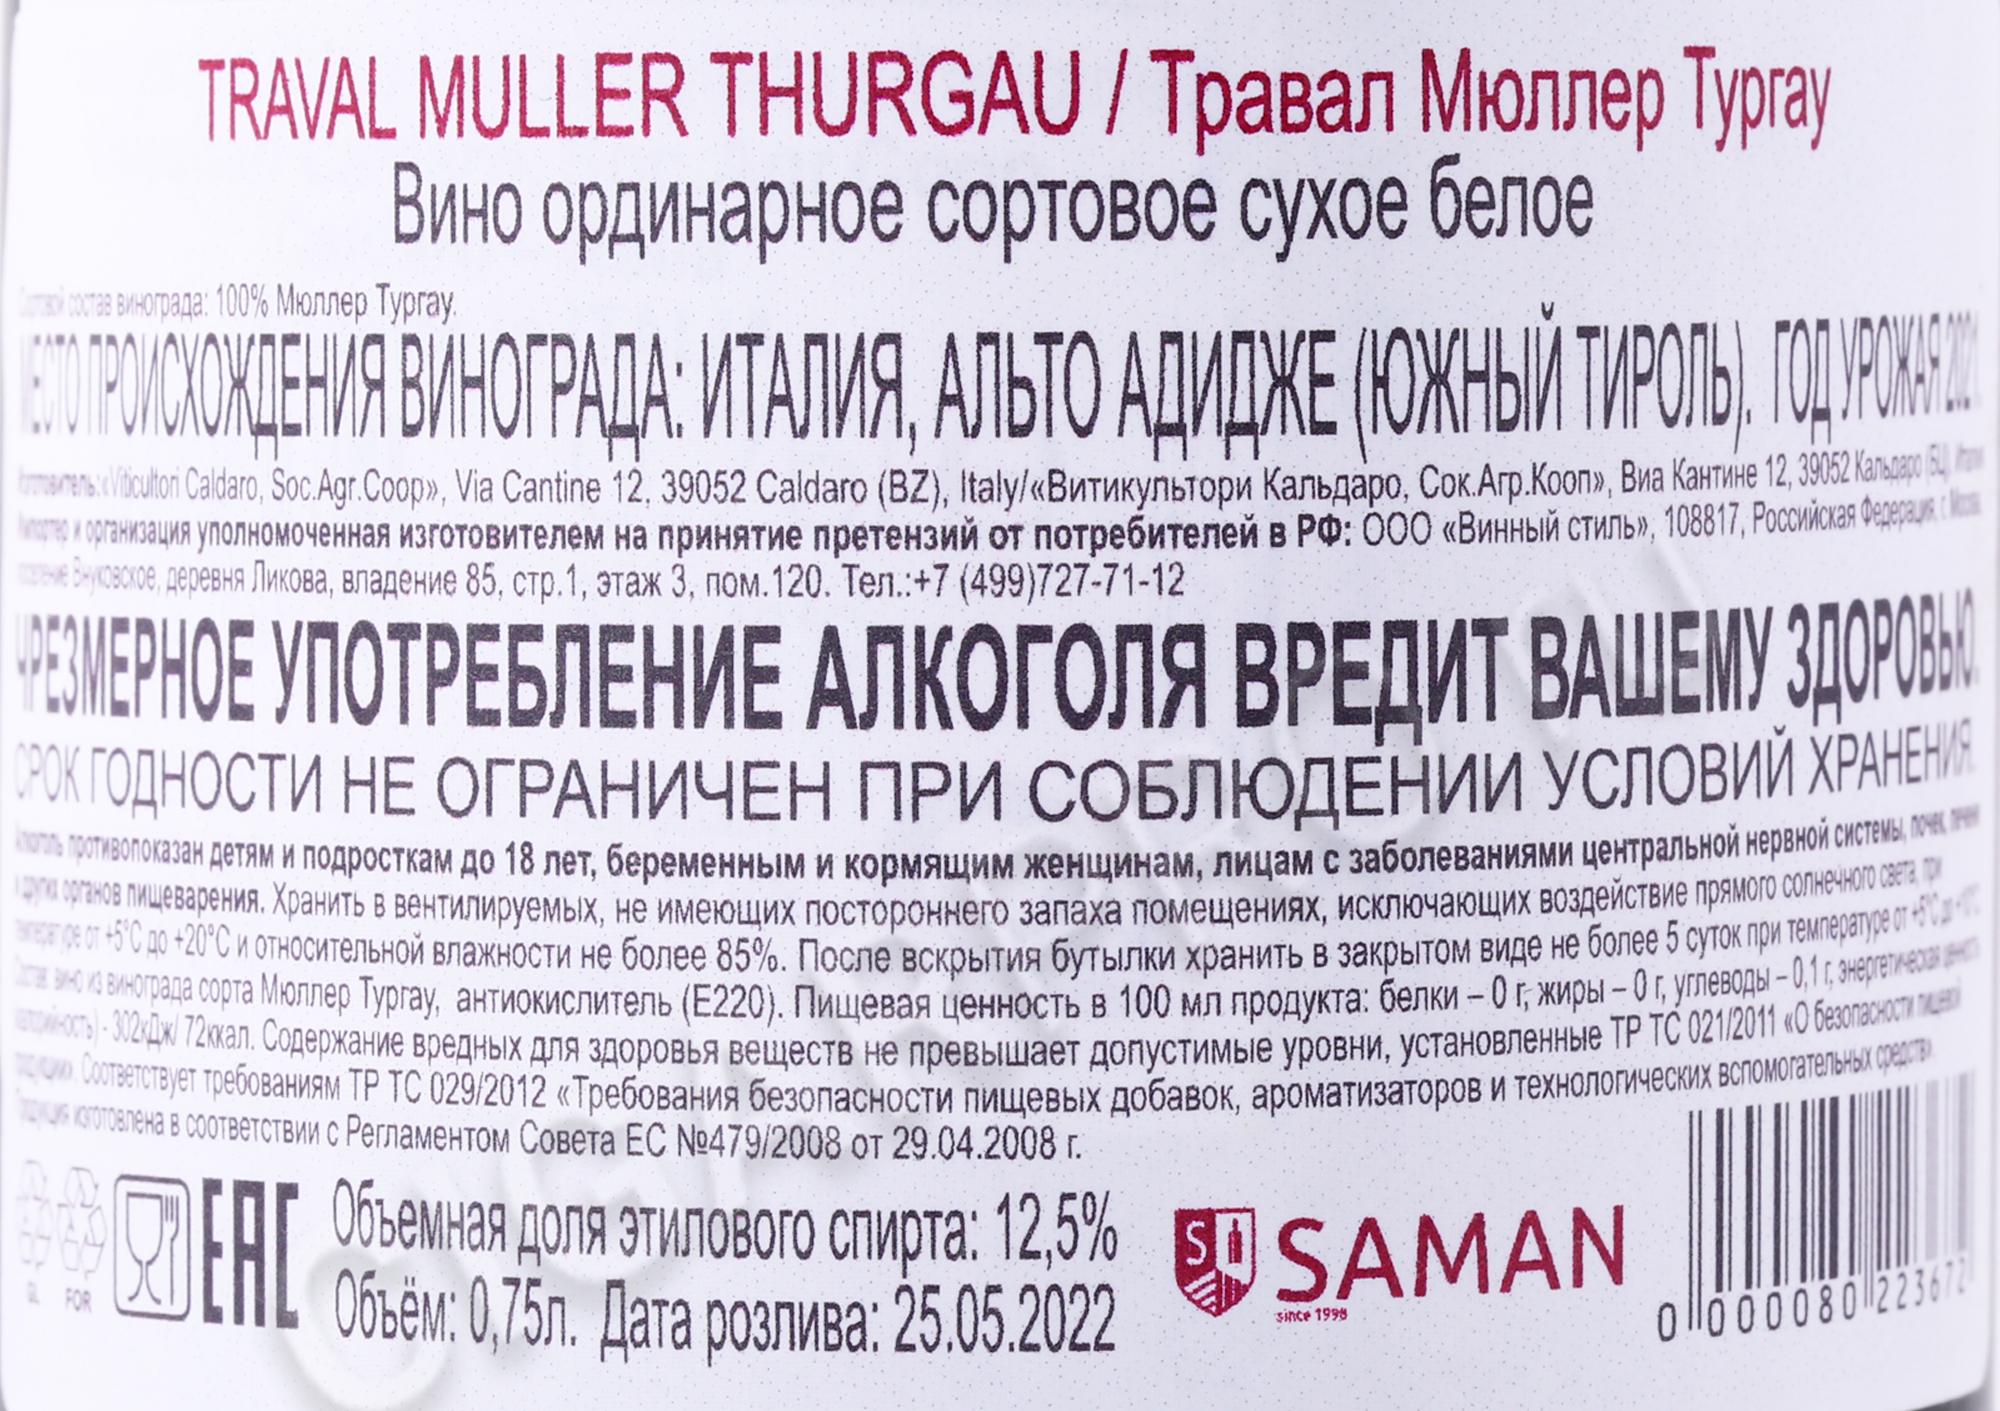 TRAVAL MULLER THURGAU / Травал Мюллер Тургау
Вино ординарное сортовое сухое белое
Сортовой состав винограда: 100% Мюллер Тургау.
МЕСТО ПРОИСХОЖДЕНИЯ ВИНОГРАДА: ИТАЛИЯ, АЛЬТО АДИДЖЕ (ЮЖНЫЙ ТИРОЛЬ). ГОД УРОЖАЯ 2021
Изготовитель:«Viticultori Caldaro, Soc.Agr.Coop», Via Cantine 12, 39052 Caldaro (BZ), Italy/«Витикультори Кальдаро, Сок.Агр.Кооп», Виа Кантине 12, 39052 Кальдаро (БЦ), Италия
Импортер и организация уполномоченная изготовителем на принятие претензий от потребителей в РФ: ООО «Винный стиль», 108817, Российская Федерация, г. Москва
поселение Внуковское, деревня Ликова, владение 85, стр.1, этаж 3, пом.120. Тел.:+7 (499)727-71-12
ЧРЕЗМЕРНОЕ УПОТРЕБЛЕНИЕ АЛКОГОЛЯ ВРЕДИТ ВАШЕМУ ЗДОРОВЬЮ.
СРОК ГОДНОСТИ НЕ ОГРАНИЧЕН ПРИ СОБЛЮДЕНИИ УСЛОВИЙ ХРАНЕНИЯ.
Алкоголь противопоказан детям и подросткам до 18 лет, беременным и кормящим женщинам, лицам с заболеваниями центральной нервной системы, почек, печени
и других органов пищеварения. Хранить в вентилируемых, не имеющих постороннего запаха помещениях, исключающих воздействие прямого солнечного света, при
температуре от +5°C до +20°C и относительной влажности не более 85%. После вскрытия бутылки хранить в закрытом виде не более 5 суток при температуре от +5°C до +10°C
Состав: вино из винограда сорта Мюллер Тургау, антиокислитель (Е220). Пищевая ценность в 100 мл продукта: белки – 0 г, жиры – 0 г, углеводы – 0,1 г, энергетическая ценность
(калорийность) - 302кДж/ 72ккал. Содержание вредных для здоровья веществ не превышает допустимые уровни, установленные ТР ТС 021/2011 «О безопасности пищевой
продукции». Соответствует требованиям ТР ТС 029/2012 «Требования безопасности пищевых добавок, ароматизаторов и технологических вспомогательных средств».
Продукция изготовлена в соответствии с Регламентом Совета ЕС №479/2008 от 29.04.2008 г.
GL FOR
EAC
Объемная доля этилового спирта: 12,5%
Объём: 0,75л. Дата розлива: 25.05.2022
SAMAN
since 1998
0 000080 223672
CIGARPRO.RU